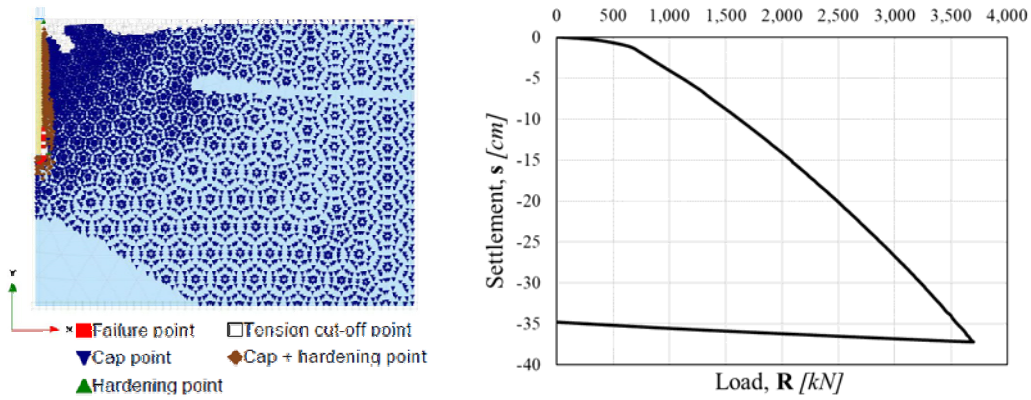 Y
x
Failure point
Tension cut-off point
Cap point
Cap + hardening point
Hardening point
0 500 1,000 1,500 2,000 2,500 3,000 3,500 4,000
0
-5
-10
-15
-20
-25
-30
-35
-40
Settlement, s [cm]
Load, R [kN]